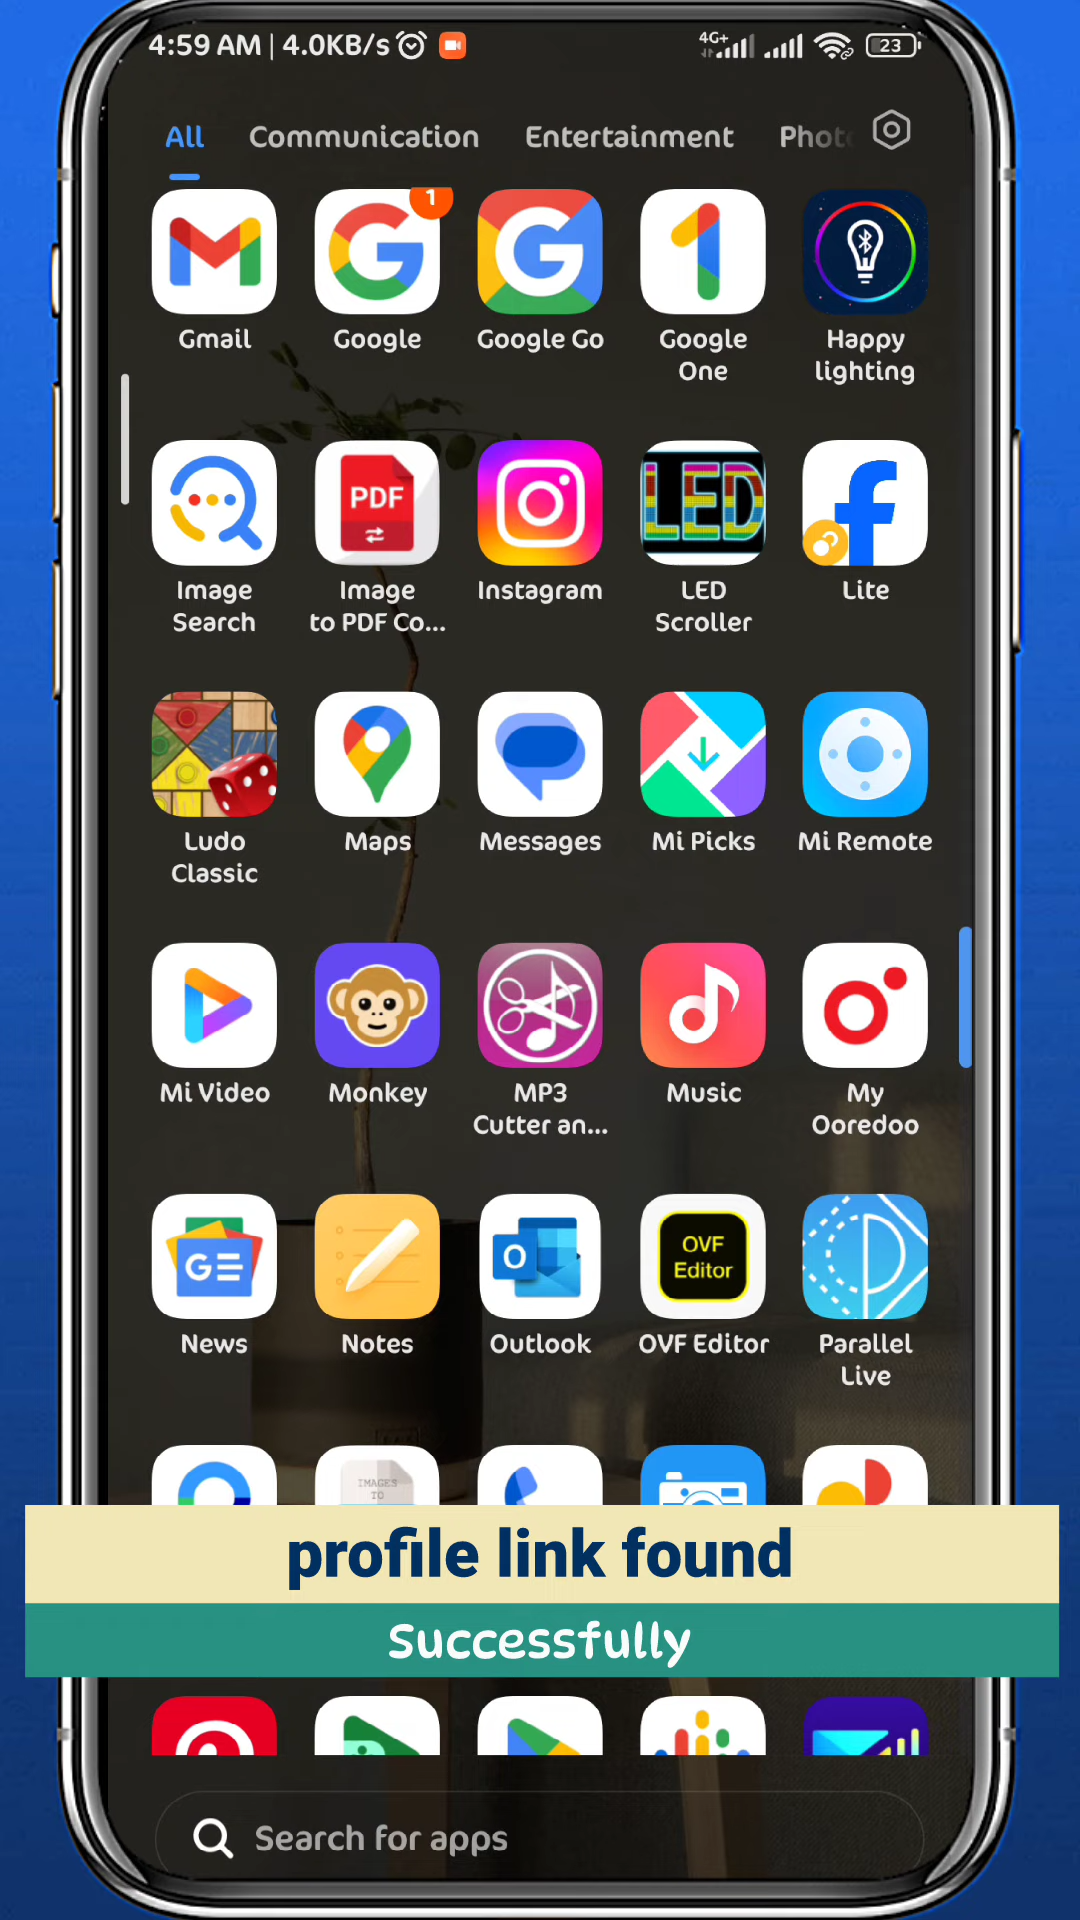 4:59 AM | 4.0KB/s
4G+
23
All Communication Entertainment Photo
1
Gmail Google Google Go Google One Happy lighting
PDF
LED
Image Search Image to PDF Co... Instagram LED Scroller Lite
Ludo Classic Maps Messages Mi Picks Mi Remote
Mi Video Monkey MP3 Cutter an... Music My Ooredoo
OVF
Editor
News Notes Outlook OVF Editor Parallel Live
IMAGES
TO
profile link found
Successfully
Search for apps